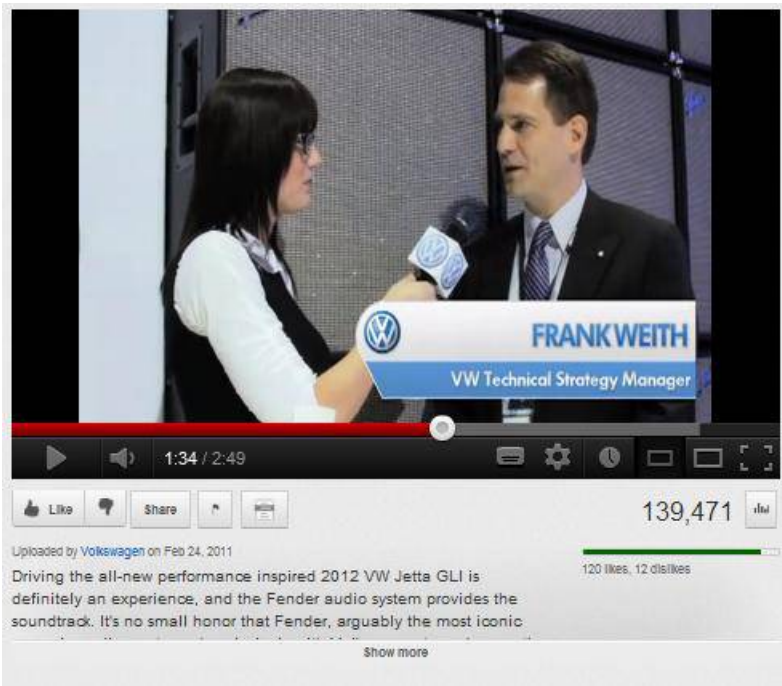 FRANK WEITH
VW Technical Strategy Manager
1:34 / 2:49
Like
Share
139,471
Uploaded by Volkswagen on Feb 24, 2011
120 likes, 12 dislikes
Driving the all-new performance inspired 2012 VW Jetta GLI is
definitely an experience, and the Fender audio system provides the
soundtrack. It's no small honor that Fender, arguably the most iconic
Show more